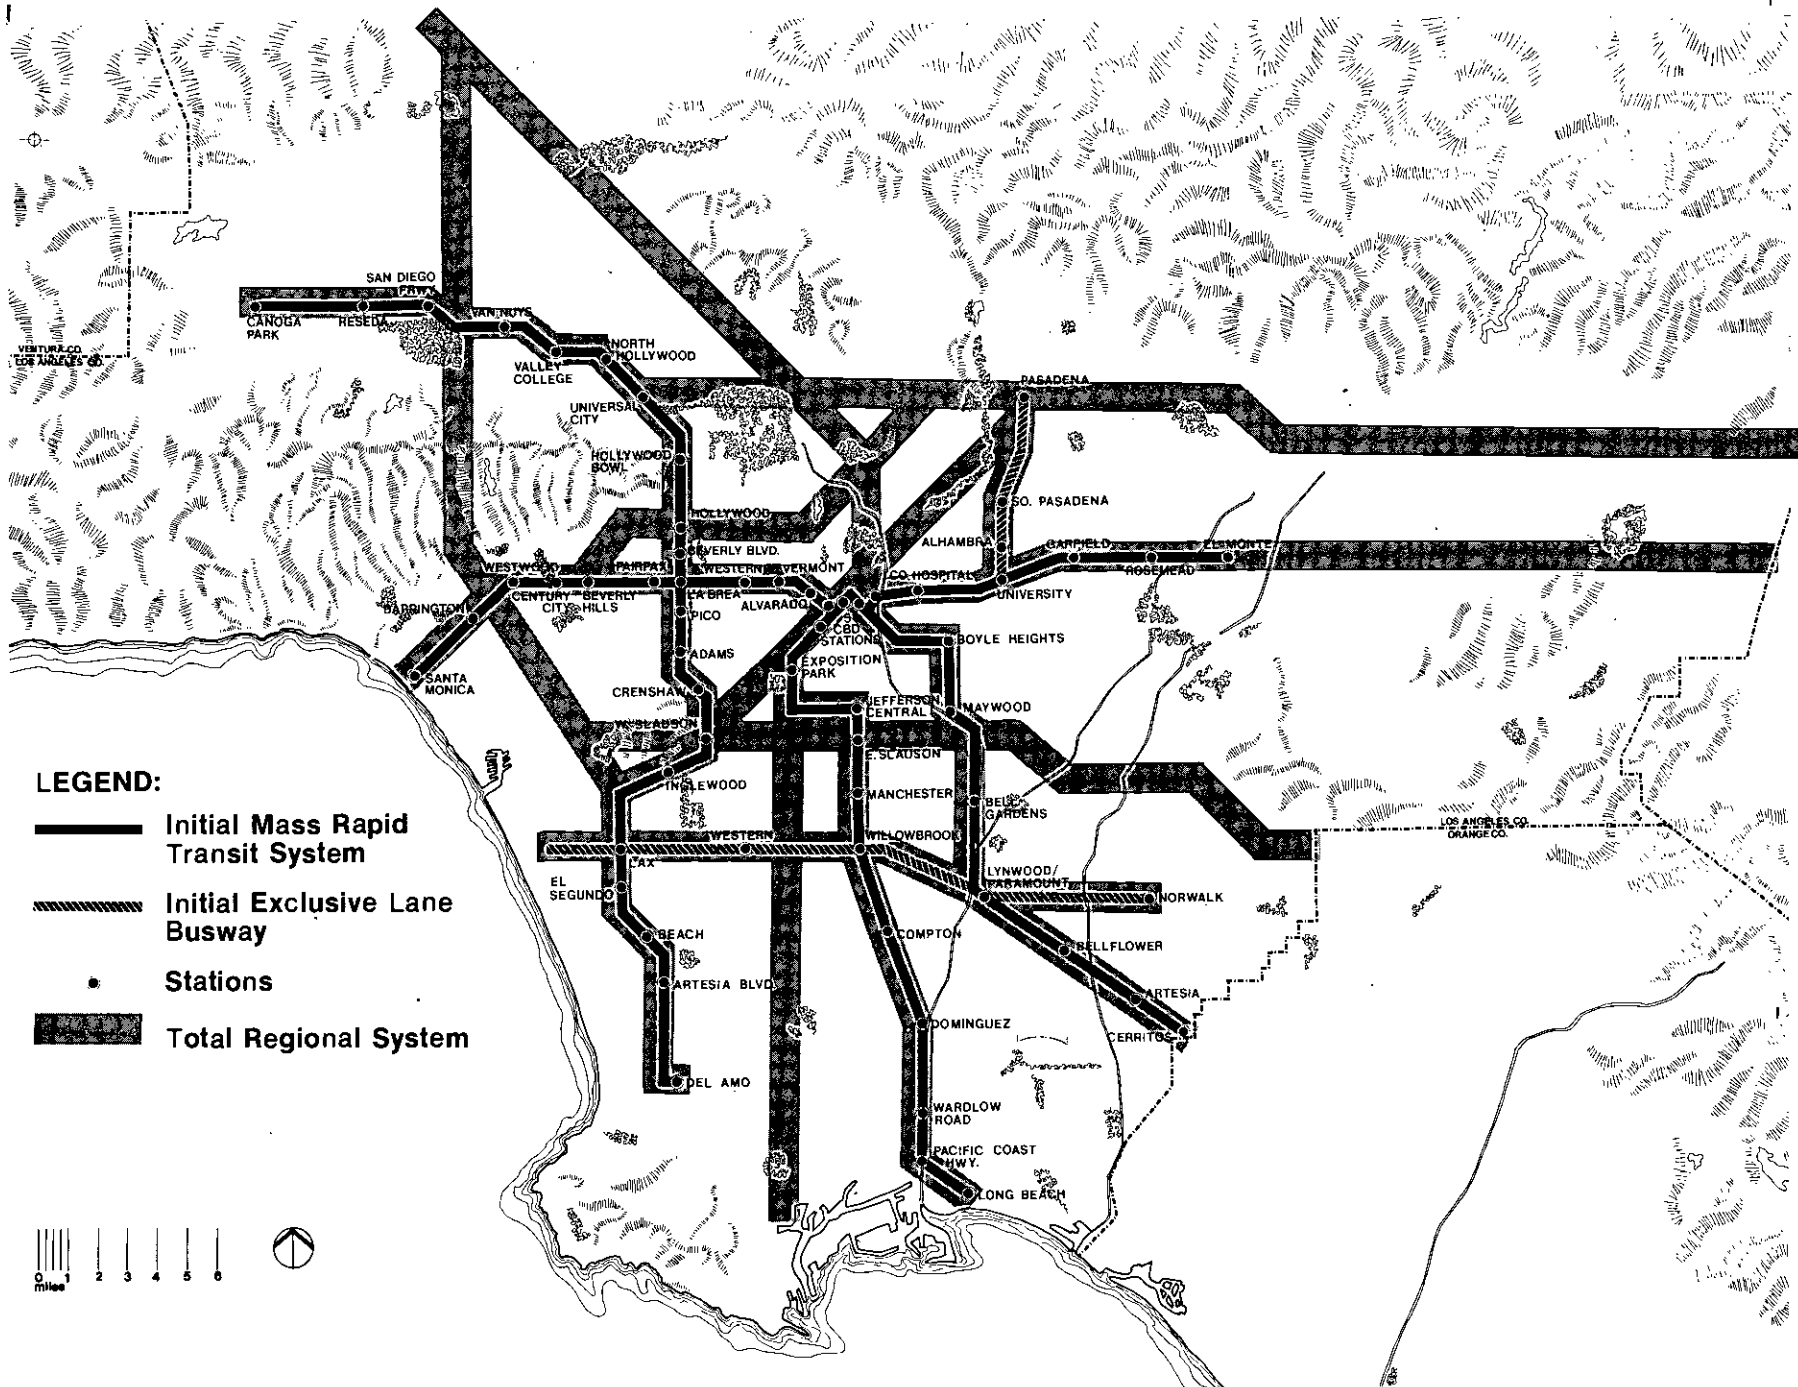 SAN DIEGO
FRWY
CANOGA
PARK
RESEDA
VAN NUYS
VENTURA CO.
LOS ANGELES CO.
NORTH
HOLLYWOOD
VALLEY
COLLEGE
UNIVERSAL
CITY
PASADENA
HOLLYWOOD
BOWL
SO. PASADENA
HOLLYWOOD
BEVERLY BLVD.
ALHAMBRA
GARFIELD
EL MONTE
ROSEMEAD
WESTWOOD
FAIRFAX
WESTERN
VERMONT
CO. HOSPITAL
UNIVERSITY
CENTURY
CITY
BEVERLY
HILLS
LA BREA
ALVARADO
BARRINGTON
PICO
5
CBD
STATIONS
BOYLE HEIGHTS
ADAMS
EXPOSITION
PARK
SANTA
MONICA
CRENSHAW
JEFFERSON
CENTRAL
MAYWOOD
W. SLAUSON
E. SLAUSON
INGLEWOOD
MANCHESTER
BELL
GARDENS
WESTERN
WILLOWBROOK
LOS ANGELES CO.
ORANGE CO.
LAX
EL
SEGUNDO
LYNWOOD/
PARAMOUNT
NORWALK
BEACH
COMPTON
BELLFLOWER
ARTESIA BLVD.
ARTESIA
DOMINGUEZ
CERRITOS
DEL AMO
WARDLOW
ROAD
PACIFIC COAST
HWY.
LONG BEACH
LEGEND:
Initial Mass Rapid
Transit System
Initial Exclusive Lane
Busway
Stations
Total Regional System
0 1 2 3 4 5 6
miles